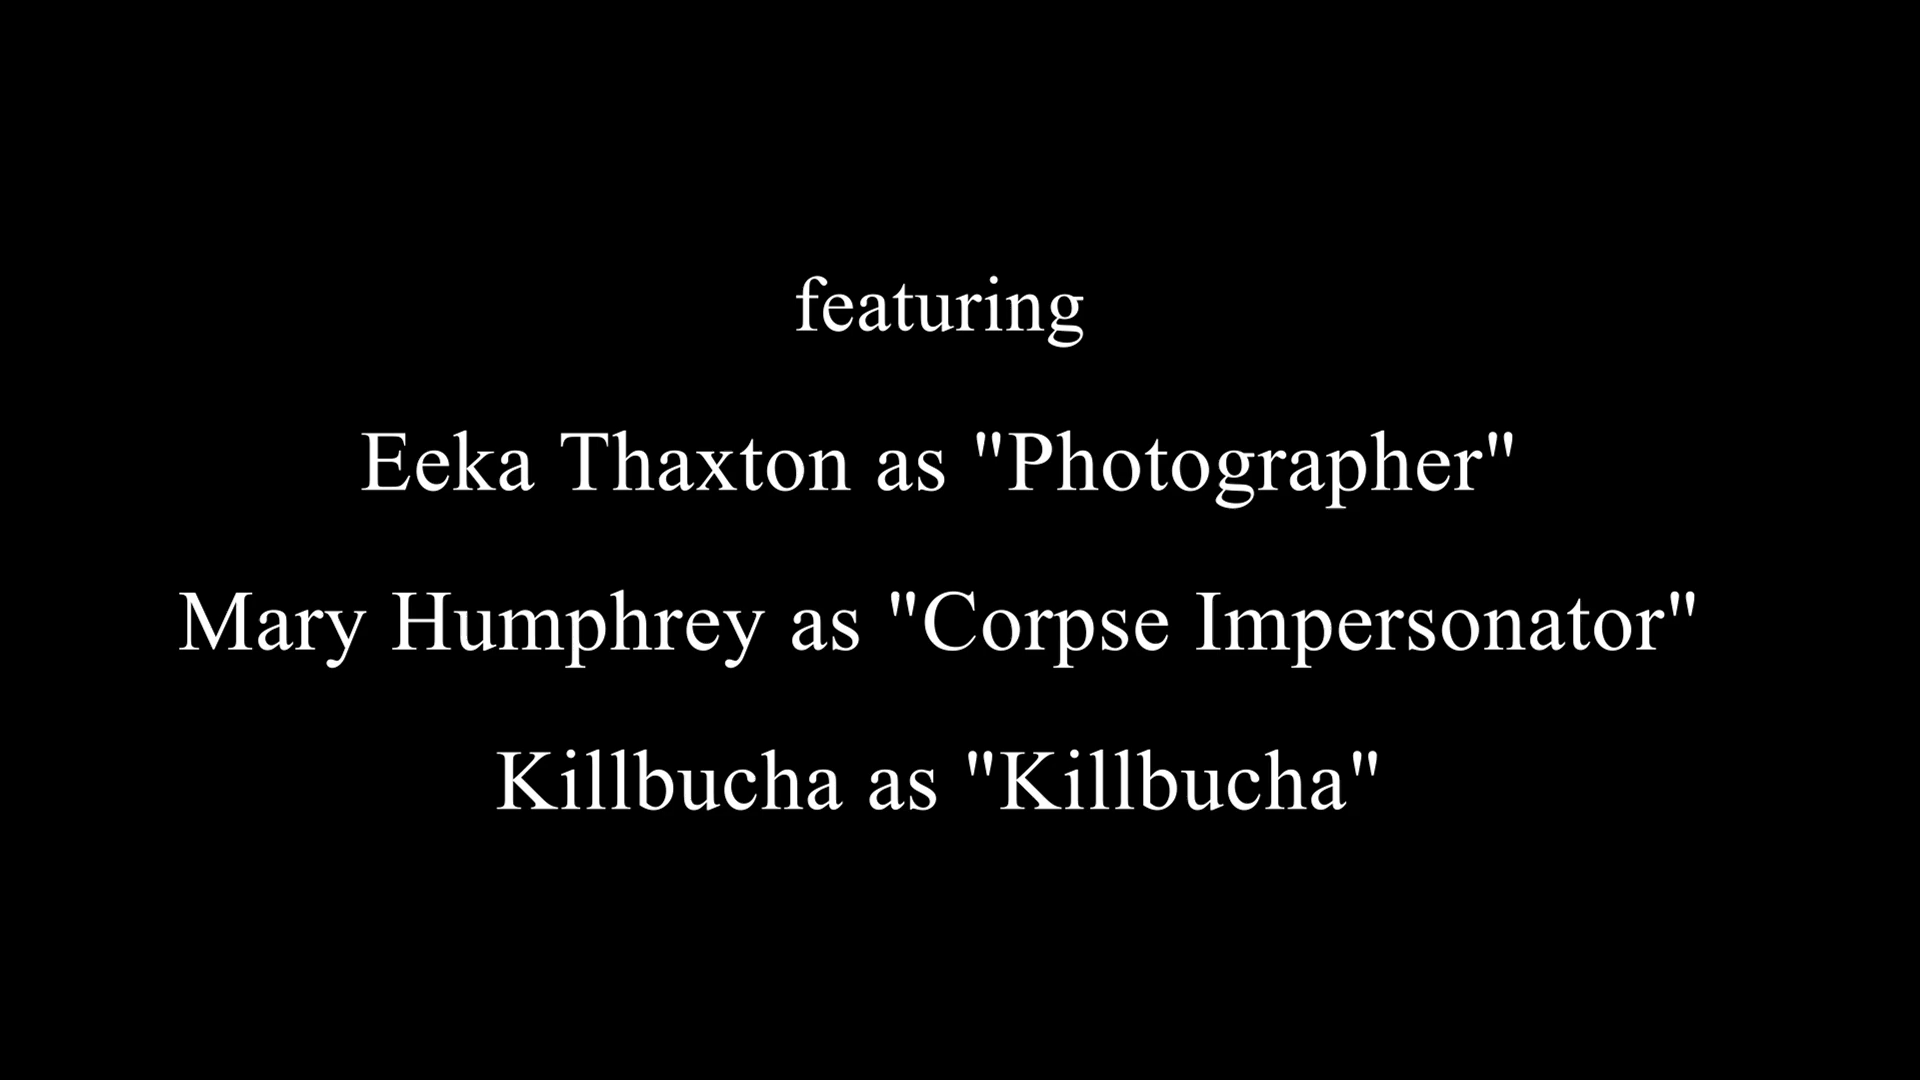 featuring
Eeka Thaxton as "Photographer"
Mary Humphrey as "Corpse Impersonator"
Killbucha as "Killbucha"